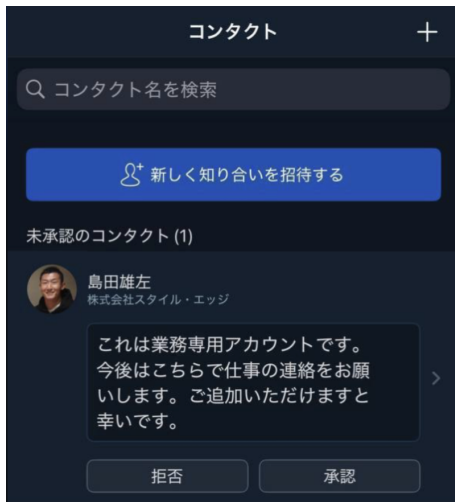 コンタクト
コンタクト名を検索
新しく知り合いを招待する
未承認のコンタクト (1)
島田雄左
株式会社スタイル・エッジ
これは業務専用アカウントです。
今後はこちらで仕事の連絡をお願
いします。ご追加いただけますと
幸いです。
拒否
承認